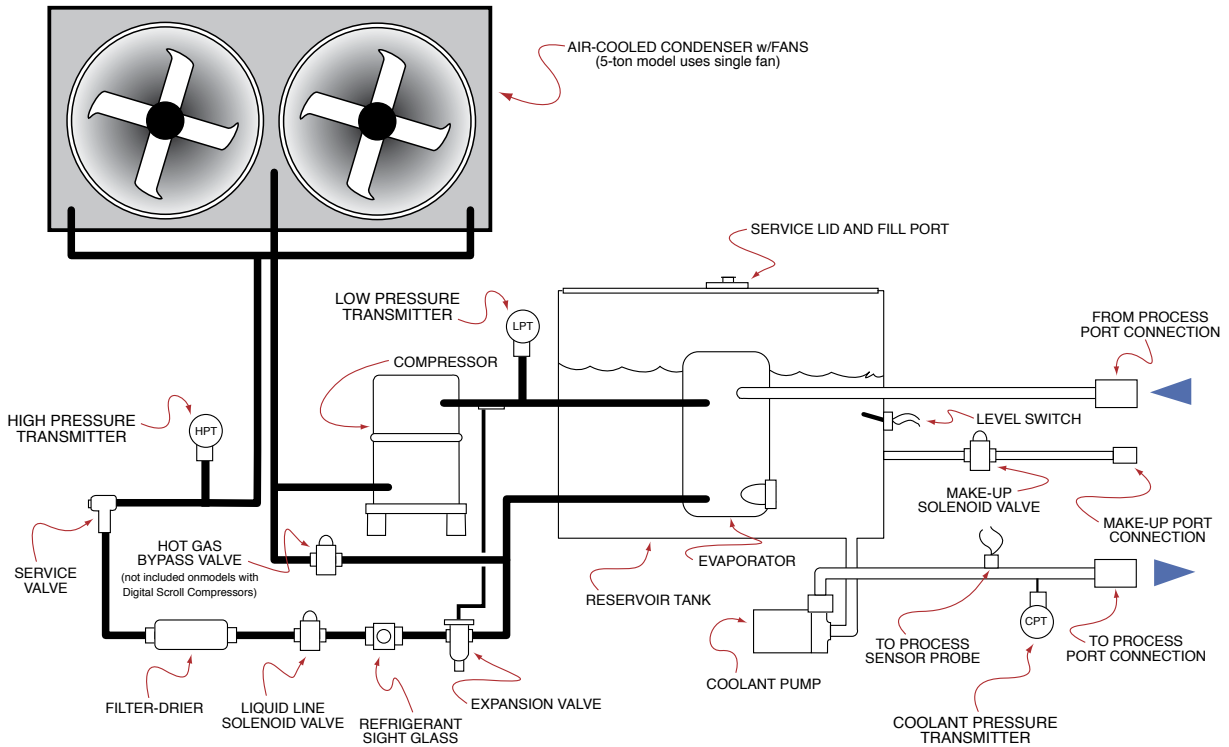 AIR-COOLED CONDENSER w/FANS
(5-ton model uses single fan)
SERVICE LID AND FILL PORT
LOW PRESSURE
TRANSMITTER
LPT
FROM PROCESS
PORT CONNECTION
COMPRESSOR
HIGH PRESSURE
TRANSMITTER
HPT
LEVEL SWITCH
MAKE-UP
SOLENOID VALVE
MAKE-UP PORT
CONNECTION
HOT GAS
BYPASS VALVE
(not included onmodels with
Digital Scroll Compressors)
SERVICE
VALVE
EVAPORATOR
RESERVOIR TANK
CPT
TO PROCESS
SENSOR PROBE
TO PROCESS
PORT CONNECTION
COOLANT PUMP
FILTER-DRIER
LIQUID LINE
SOLENOID VALVE
REFRIGERANT
SIGHT GLASS
EXPANSION VALVE
COOLANT PRESSURE
TRANSMITTER